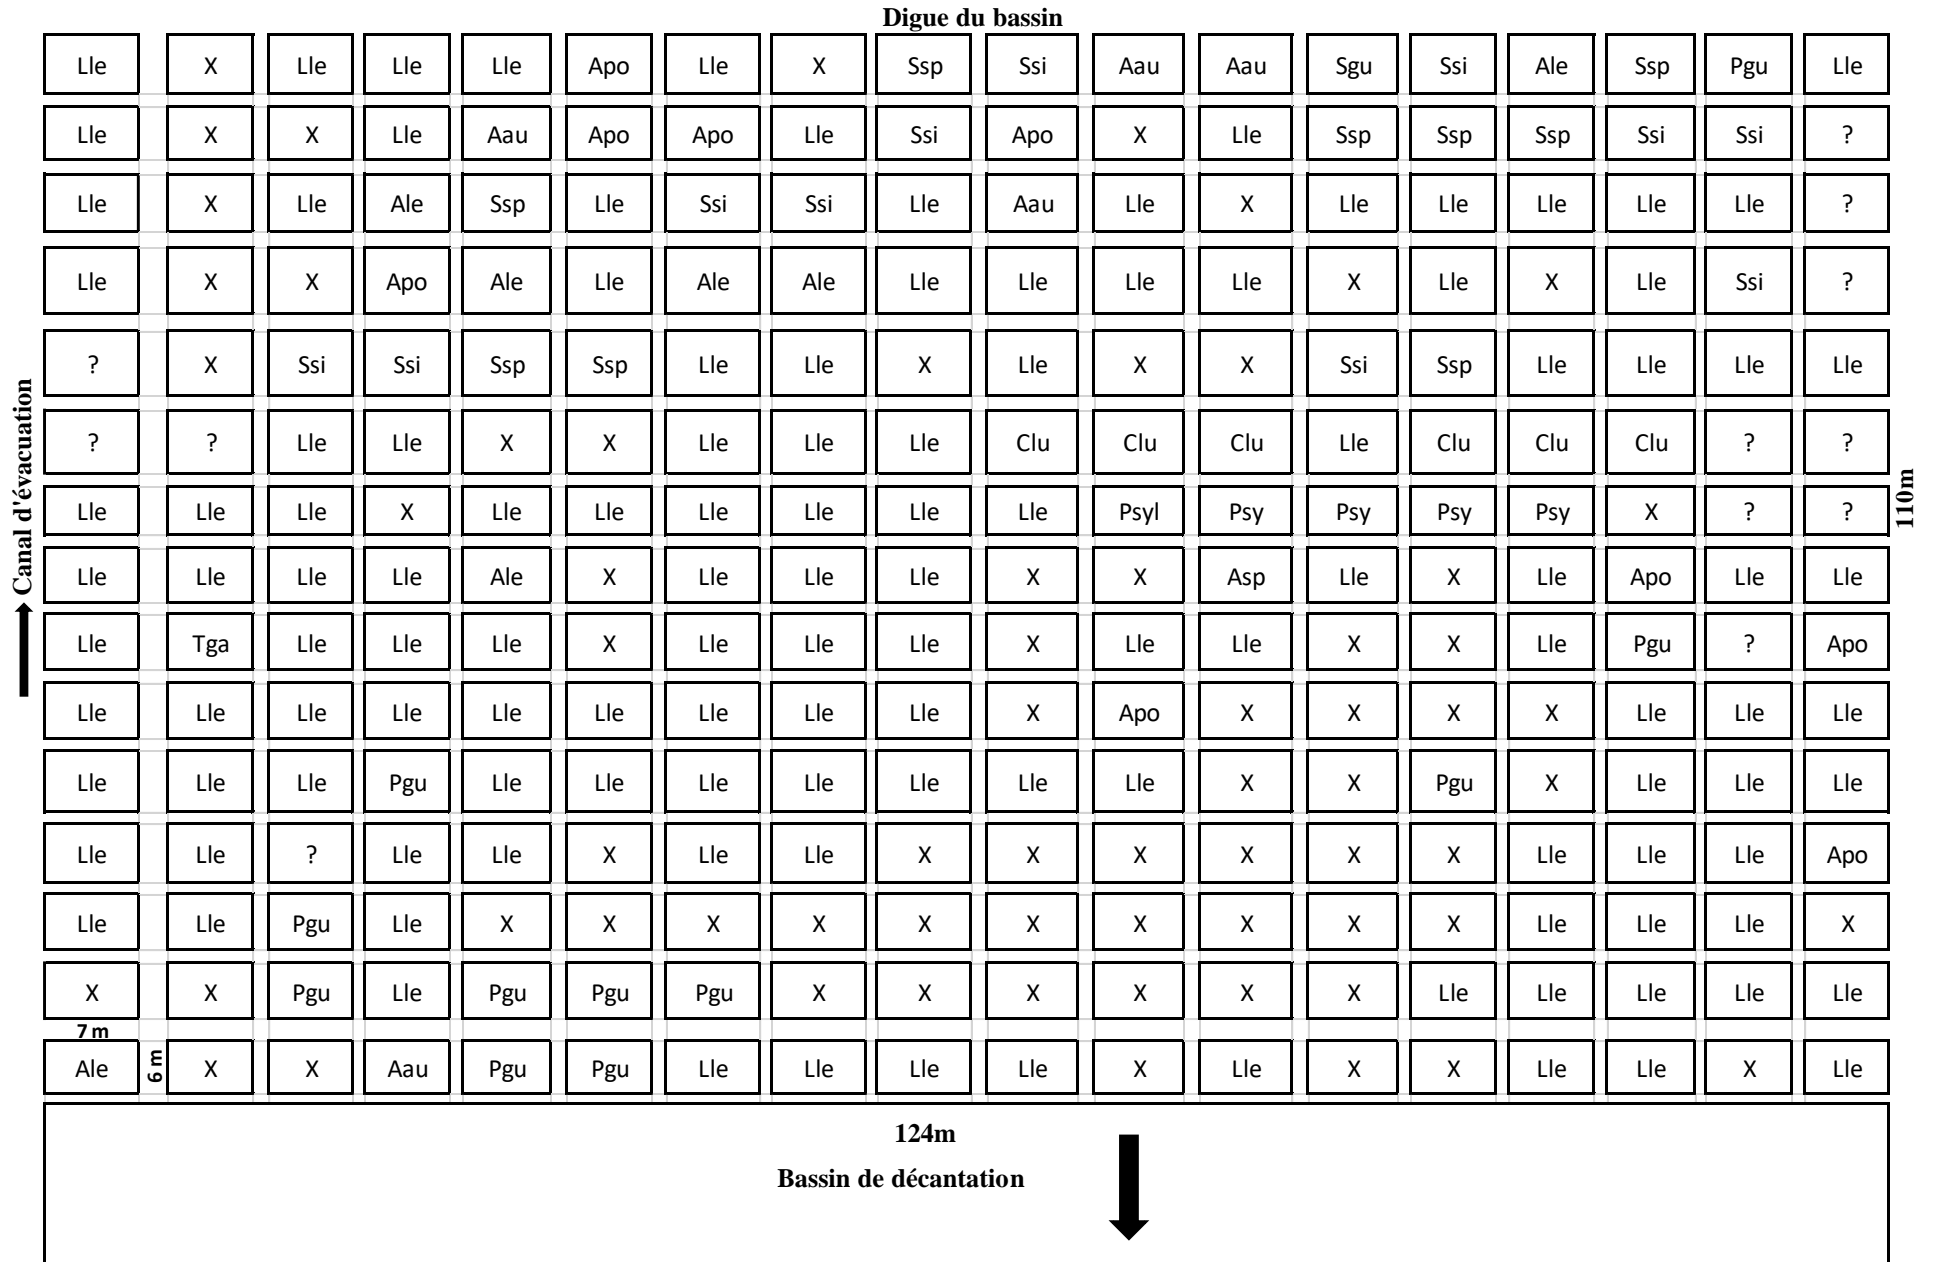 Digue du bassin
Lle X Lle Lle Lle Apo Lle X Ssp Ssi Aau Aau Sgu Ssi Ale Ssp Pgu Lle
Lle X X Lle Aau Apo Apo Lle Ssi Apo X Lle Ssp Ssp Ssp Ssi Ssi ?
Lle X Lle Ale Ssp Lle Ssi Ssi Lle Aau Lle X Lle Lle Lle Lle Lle ?
Lle X X Apo Ale Lle Ale Ale Lle Lle Lle Lle X Lle X Lle Ssi ?
? X Ssi Ssi Ssp Ssp Lle Lle X Lle X X Ssi Ssp Lle Lle Lle Lle
? ? Lle Lle X X Lle Lle Lle Clu Clu Clu Lle Clu Clu Clu ? ?
Lle Lle Lle X Lle Lle Lle Lle Lle Lle Psyl Psy Psy Psy Psy X ? ?
Lle Lle Lle Lle Ale X Lle Lle Lle X X Asp Lle X Lle Apo Lle Lle
Lle Tga Lle Lle Lle X Lle Lle Lle X Lle Lle X X Lle Pgu ? Apo
Lle Lle Lle Lle Lle Lle Lle Lle Lle X Apo X X X X Lle Lle Lle
Lle Lle Lle Pgu Lle Lle Lle Lle Lle Lle Lle X X Pgu X Lle Lle Lle
Lle Lle ? Lle Lle X Lle Lle X X X X X X Lle Lle Lle Apo
Lle Lle Pgu Lle X X X X X X X X X X Lle Lle Lle X
X X Pgu Lle Pgu Pgu Pgu X X X X X X Lle Lle Lle Lle Lle
7 m
Ale 6 m X X Aau Pgu Pgu Lle Lle Lle Lle X Lle X X Lle Lle X Lle
Canal d'évacuation
110m
124m
Bassin de décantation